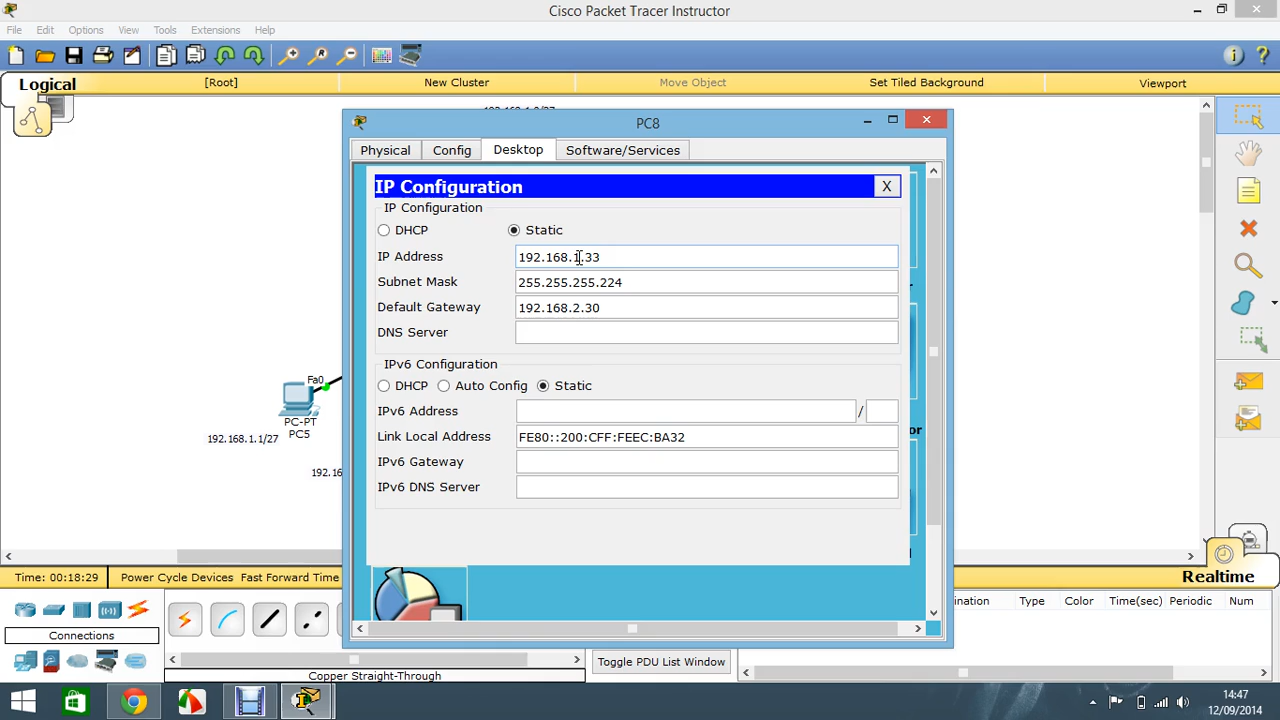 Cisco Packet Tracer Instructor
File Edit Options View Tools Extensions Help
Logical [Root] New Cluster Move Object Set Tiled Background Viewport
PC8
Physical Config Desktop Software/Services
IP Configuration X
IP Configuration
DHCP Static
IP Address 192.168.1.33
Subnet Mask 255.255.255.224
Default Gateway 192.168.2.30
DNS Server
IPv6 Configuration
DHCP Auto Config Static
IPv6 Address /
Link Local Address FE80::200:CFF:FEEC:BA32
IPv6 Gateway
IPv6 DNS Server
Fa0
PC-PT
PC5
192.168.1.1/27
192.16
Time: 00:18:29 Power Cycle Devices Fast Forward Time
Realtime
Connections
Copper Straight-Through
Toggle PDU List Window
ination Type Color Time(sec) Periodic Num
14:47
12/09/2014